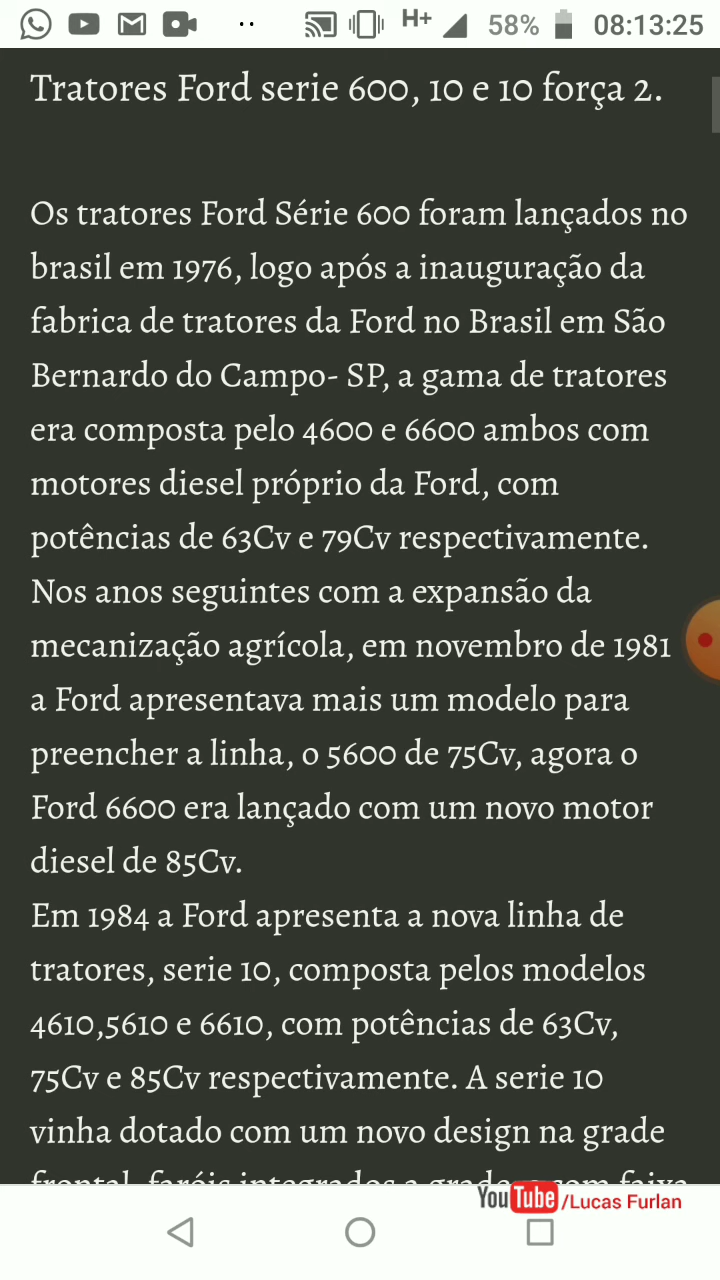 H+ 58% 08:13:25
Tratores Ford serie 600, 10 e 10 força 2.
Os tratores Ford Série 600 foram lançados no
brasil em 1976, logo após a inauguração da
fabrica de tratores da Ford no Brasil em São
Bernardo do Campo- SP, a gama de tratores
era composta pelo 4600 e 6600 ambos com
motores diesel próprio da Ford, com
potências de 63Cv e 79Cv respectivamente.
Nos anos seguintes com a expansão da
mecanização agrícola, em novembro de 1981
a Ford apresentava mais um modelo para
preencher a linha, o 5600 de 75Cv, agora o
Ford 6600 era lançado com um novo motor
diesel de 85Cv.
Em 1984 a Ford apresenta a nova linha de
tratores, serie 10, composta pelos modelos
4610,5610 e 6610, com potências de 63Cv,
75Cv e 85Cv respectivamente. A serie 10
vinha dotado com um novo design na grade
frontal, faróis integrados a grade e com faixa
YouTube/Lucas Furlan